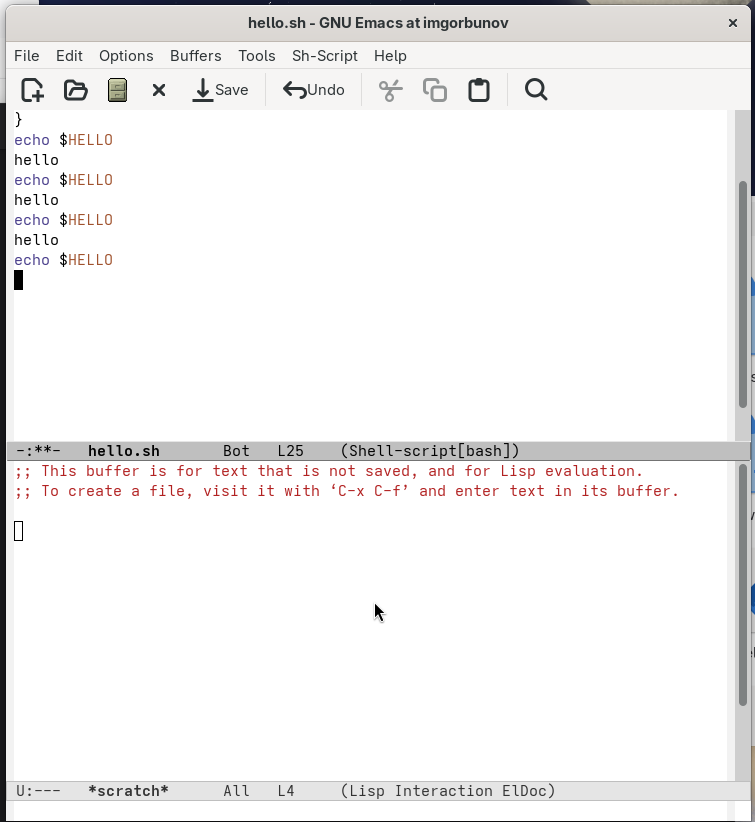 hello.sh - GNU Emacs at imgorbunov
File Edit Options Buffers Tools Sh-Script Help
Save Undo
}
echo $HELLO
hello
echo $HELLO
hello
echo $HELLO
hello
echo $HELLO
-:**- hello.sh Bot L25 (Shell-script[bash])
;; This buffer is for text that is not saved, and for Lisp evaluation.
;; To create a file, visit it with ‘C-x C-f’ and enter text in its buffer.
U:--- *scratch* All L4 (Lisp Interaction ElDoc)